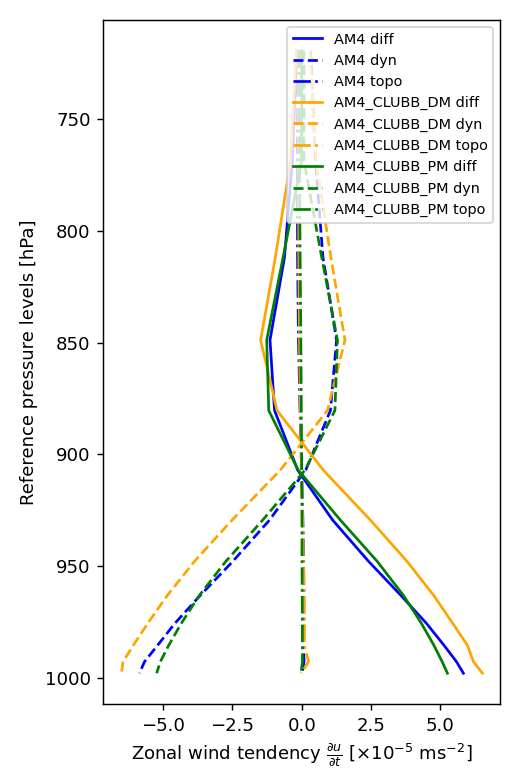 AM4 diff
AM4 dyn
AM4 topo
AM4_CLUBB_DM diff
AM4_CLUBB_DM dyn
AM4_CLUBB_DM topo
AM4_CLUBB_PM diff
AM4_CLUBB_PM dyn
AM4_CLUBB_PM topo
750
800
850
900
950
1000
Reference pressure levels [hPa]
−5.0 −2.5 0.0 2.5 5.0
Zonal wind tendency ∂u/∂t [×10⁻⁵ ms⁻²]